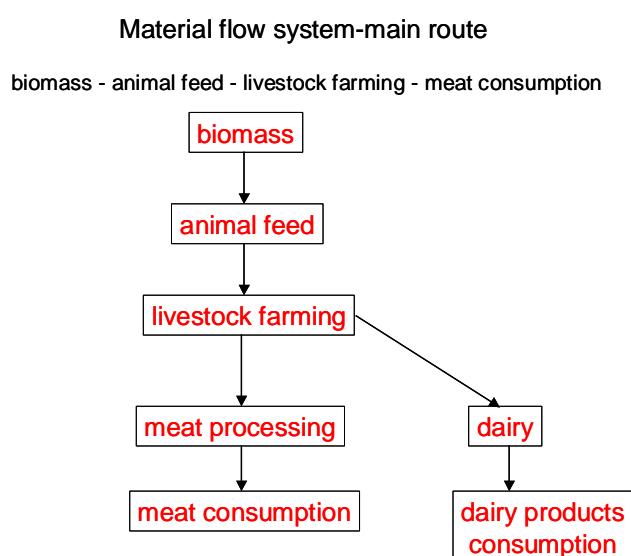 Material flow system-main route
biomass - animal feed - livestock farming - meat consumption
biomass
animal feed
livestock farming
meat processing
dairy
meat consumption
dairy products
consumption